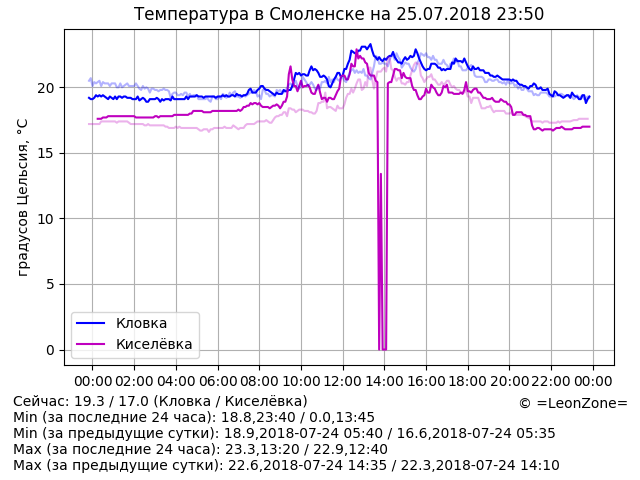 Температура в Смоленске на 25.07.2018 23:50
градусов Цельсия, °C
20
15
10
5
0
Кловка
Киселёвка
00:00 02:00 04:00 06:00 08:00 10:00 12:00 14:00 16:00 18:00 20:00 22:00 00:00
© =LeonZone=
Сейчас: 19.3 / 17.0 (Кловка / Киселёвка)
Min (за последние 24 часа): 18.8,23:40 / 0.0,13:45
Min (за предыдущие сутки): 18.9,2018-07-24 05:40 / 16.6,2018-07-24 05:35
Max (за последние 24 часа): 23.3,13:20 / 22.9,12:40
Max (за предыдущие сутки): 22.6,2018-07-24 14:35 / 22.3,2018-07-24 14:10